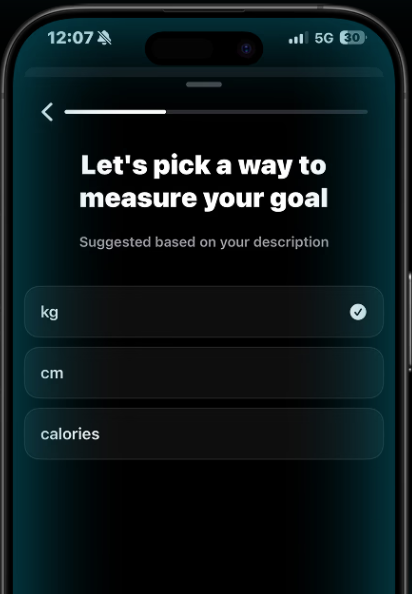 12:07 5G 30
Let's pick a way to
measure your goal
Suggested based on your description
kg
cm
calories